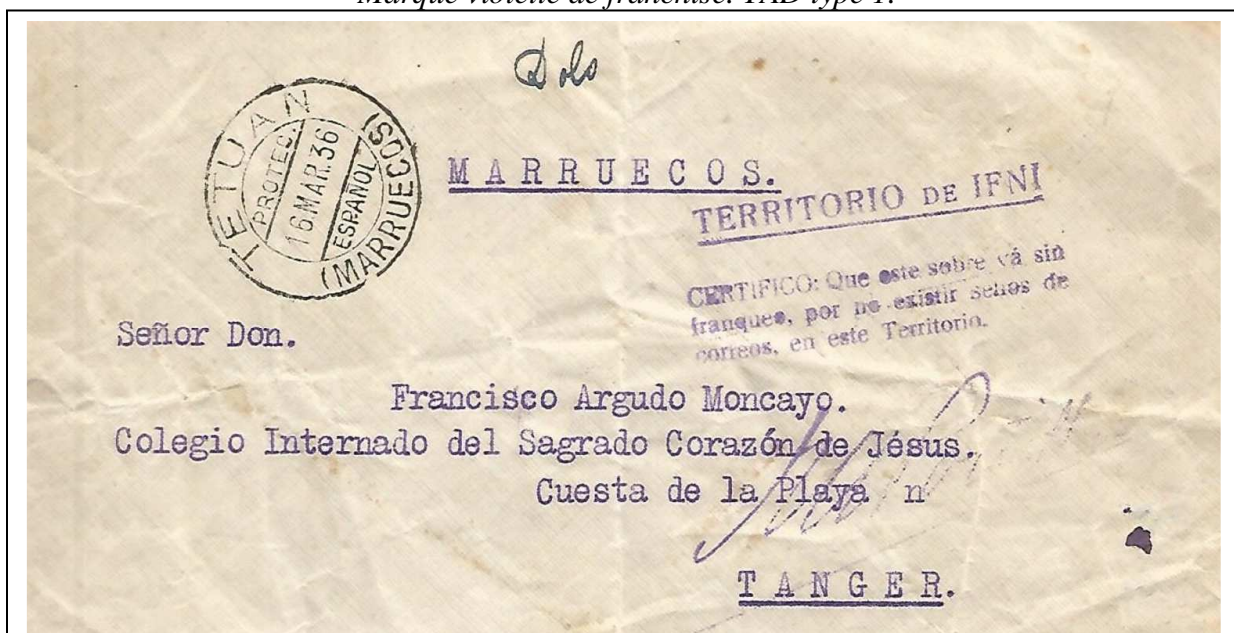 Marque violette de franchise. TAD type 1.
Dolo
TETUAN
PROTEC.
16 MAR.36
ESPAÑOL
(MARRUECOS)
MARRUECOS.
TERRITORIO DE IFNI
CERTIFICO: Que este sobre vá sin
franqueo, por no existir sellos de
correos, en este Territorio.
Señor Don.
Francisco Argudo Moncayo.
Colegio Internado del Sagrado Corazón de Jésus.
Cuesta de la Playa n
TANGER.